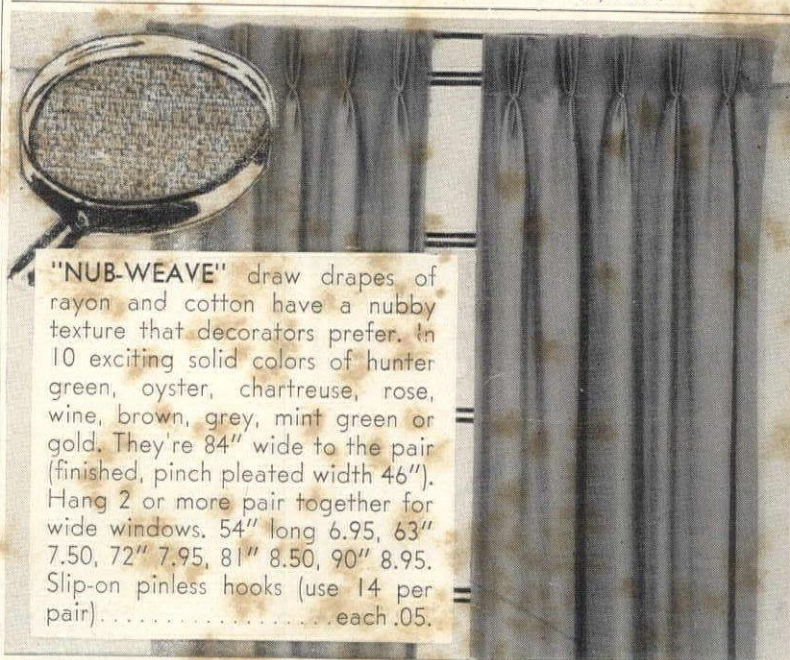 "NUB-WEAVE" draw drapes of
rayon and cotton have a nubby
texture that decorators prefer. In
10 exciting solid colors of hunter
green, oyster, chartreuse, rose,
wine, brown, grey, mint green or
gold. They're 84" wide to the pair
(finished, pinch pleated width 46").
Hang 2 or more pair together for
wide windows. 54" long 6.95, 63"
7.50, 72" 7.95, 81" 8.50, 90" 8.95.
Slip-on pinless hooks (use 14 per
pair)...................each .05.